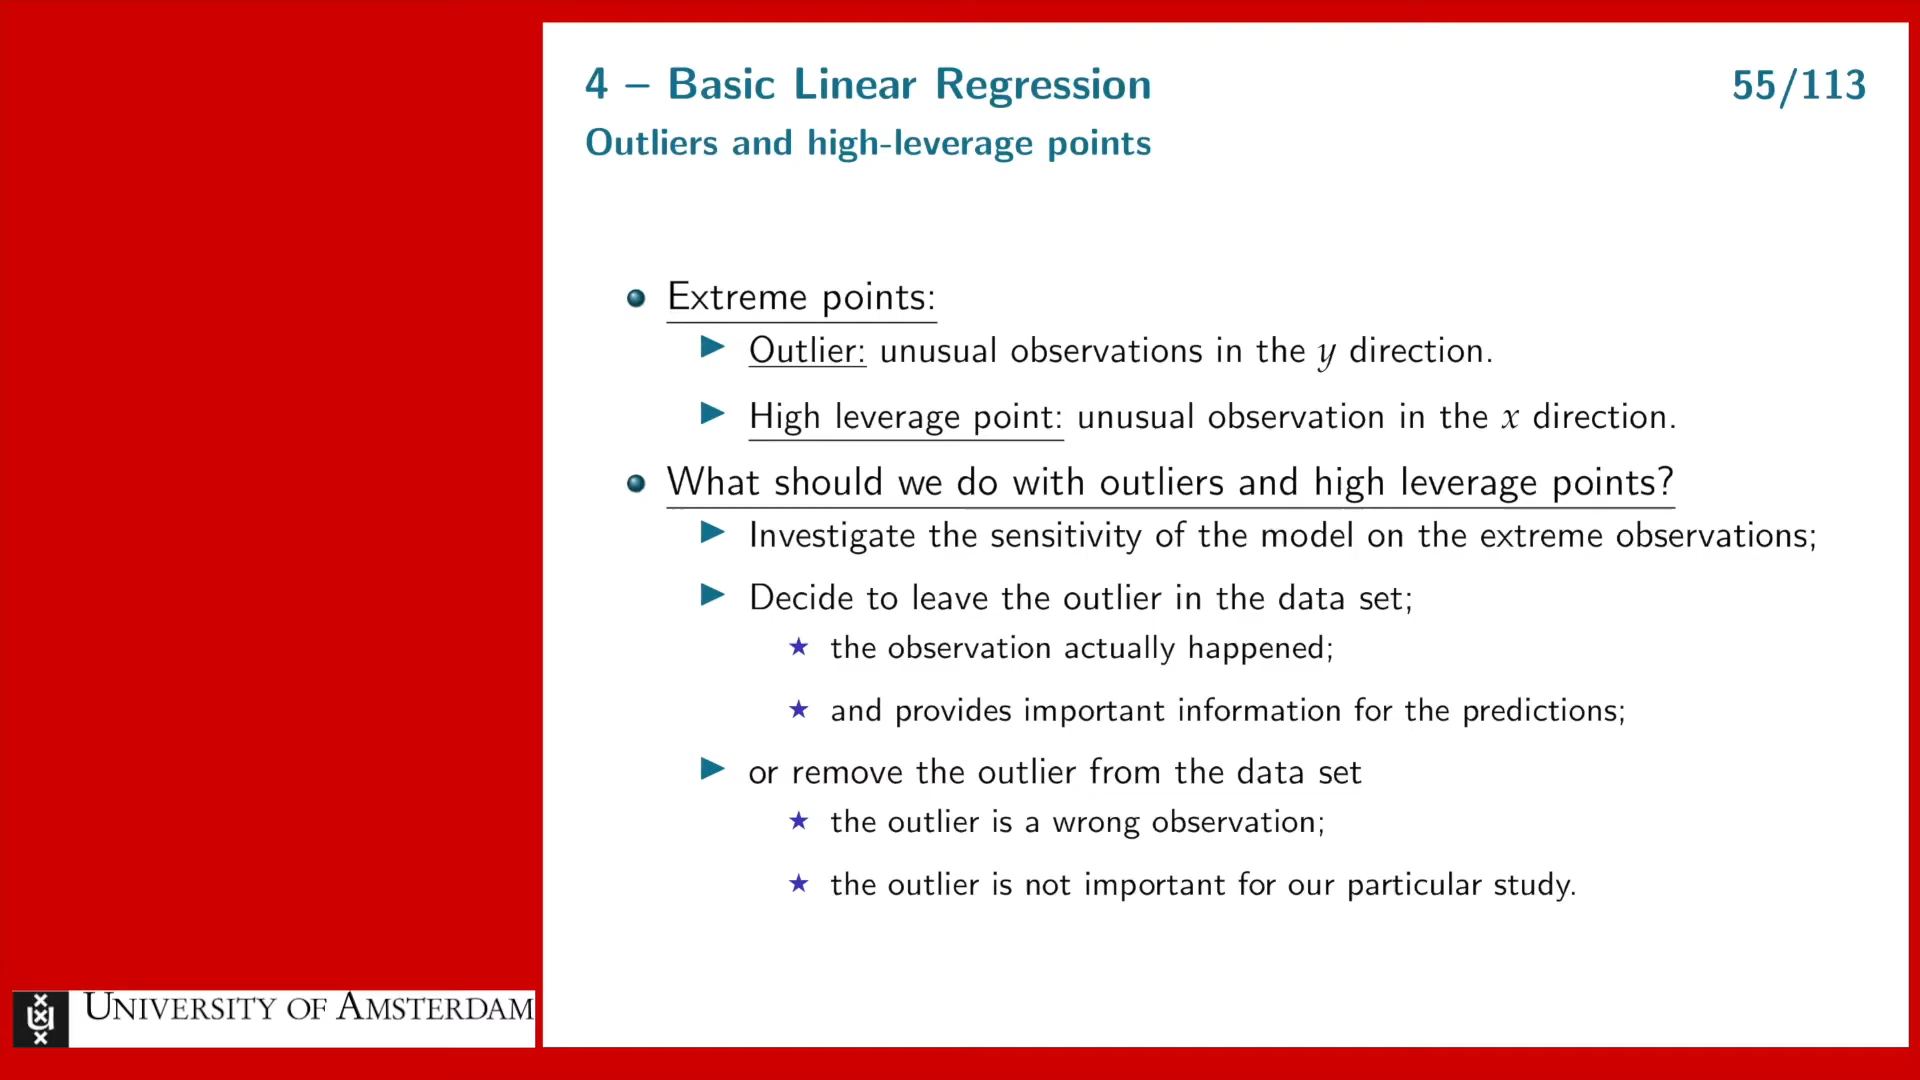 4 – Basic Linear Regression
55/113
Outliers and high-leverage points
Extreme points:
Outlier: unusual observations in the y direction.
High leverage point: unusual observation in the x direction.
What should we do with outliers and high leverage points?
Investigate the sensitivity of the model on the extreme observations;
Decide to leave the outlier in the data set;
the observation actually happened;
and provides important information for the predictions;
or remove the outlier from the data set
the outlier is a wrong observation;
the outlier is not important for our particular study.
UNIVERSITY OF AMSTERDAM